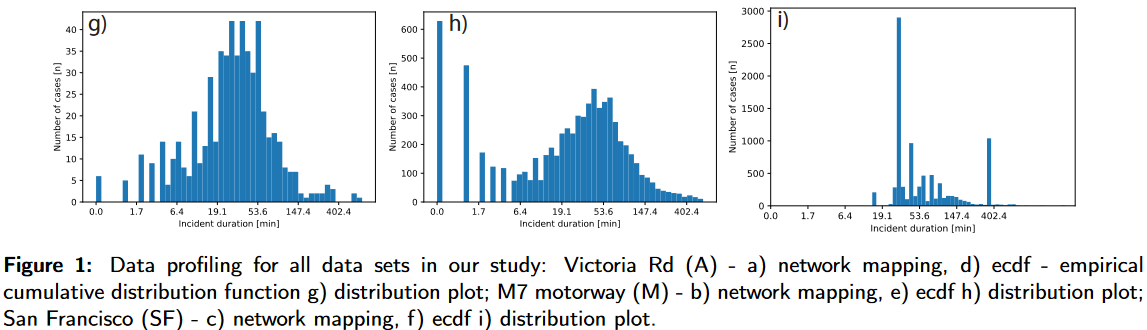 g)
Number of cases [n]
40
35
30
25
20
15
10
5
0
0.0 1.7 6.4 19.1 53.6 147.4 402.4
Incident duration [min]
h)
Number of cases [n]
600
500
400
300
200
100
0
0.0 1.7 6.4 19.1 53.6 147.4 402.4
Incident duration [min]
i)
Number of cases [n]
3000
2500
2000
1500
1000
500
0
0.0 1.7 6.4 19.1 53.6 147.4 402.4
Incident duration [min]
Figure 1: Data profiling for all data sets in our study: Victoria Rd (A) - a) network mapping, d) ecdf - empirical
cumulative distribution function g) distribution plot; M7 motorway (M) - b) network mapping, e) ecdf h) distribution plot;
San Francisco (SF) - c) network mapping, f) ecdf i) distribution plot.